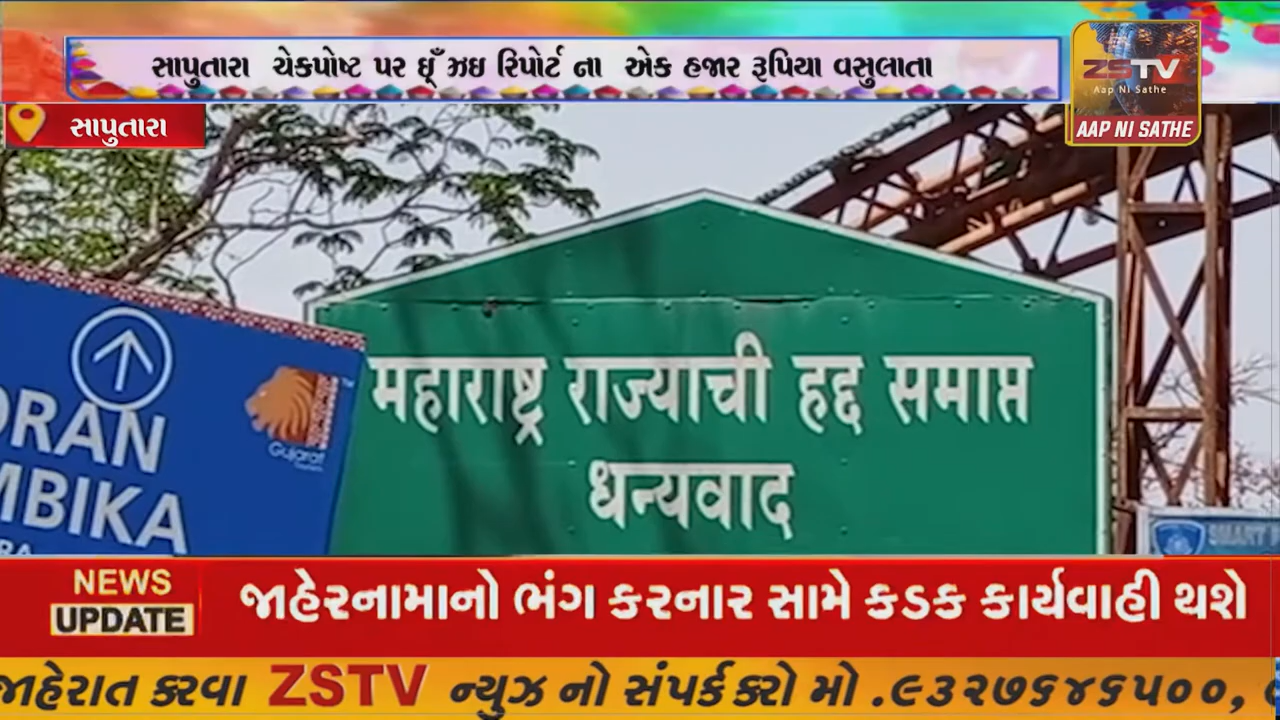 સાપુતારા ચેકપોષ્ટ પર છૂઁ ઝઇ રિપોર્ટ ના એક હજાર રૂપિયા વસુલાતા
ZSTV
Aap Ni Sathe
AAP NI SATHE
સાપુતારા
महाराष्ट्र राज्याची हद्द समाप्त
धन्यवाद
Gujarat
ORAN
MBIKA
SMART
NEWS
UPDATE
જાહેરનામાનો ભંગ કરનાર સામે કડક કાર્યવાહી થશે
જાહેરાત કરવા ZSTV ન્યુઝ નો સંપર્ક કરો મો .૯૩૨૭૬૪૬૫૦૦,